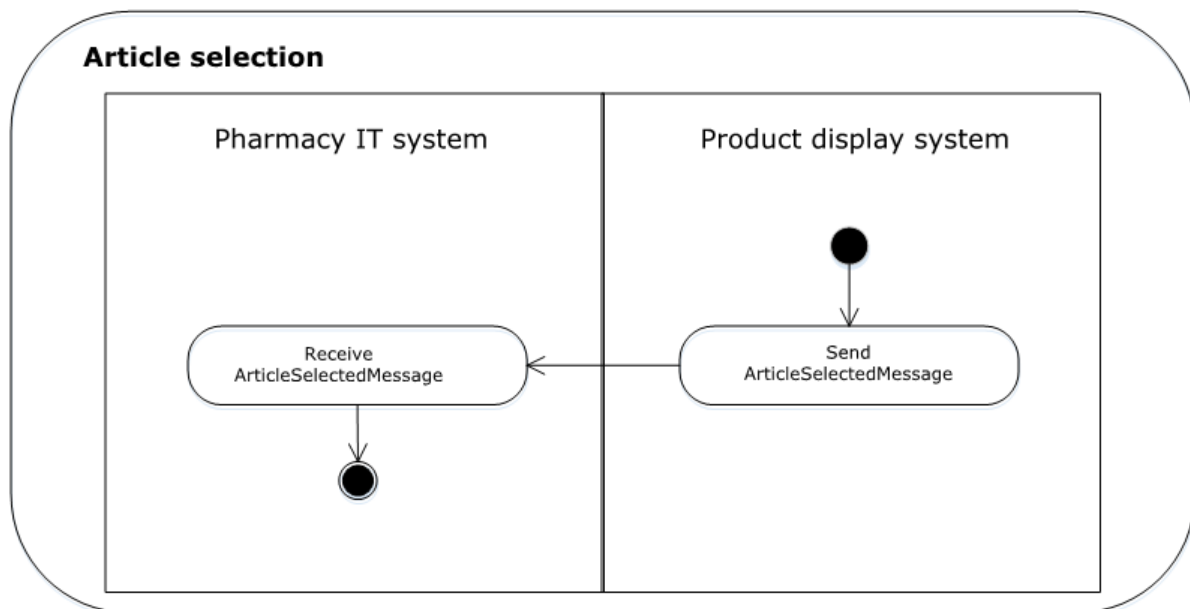 Article selection
Pharmacy IT system
Product display system
Receive
ArticleSelectedMessage
Send
ArticleSelectedMessage